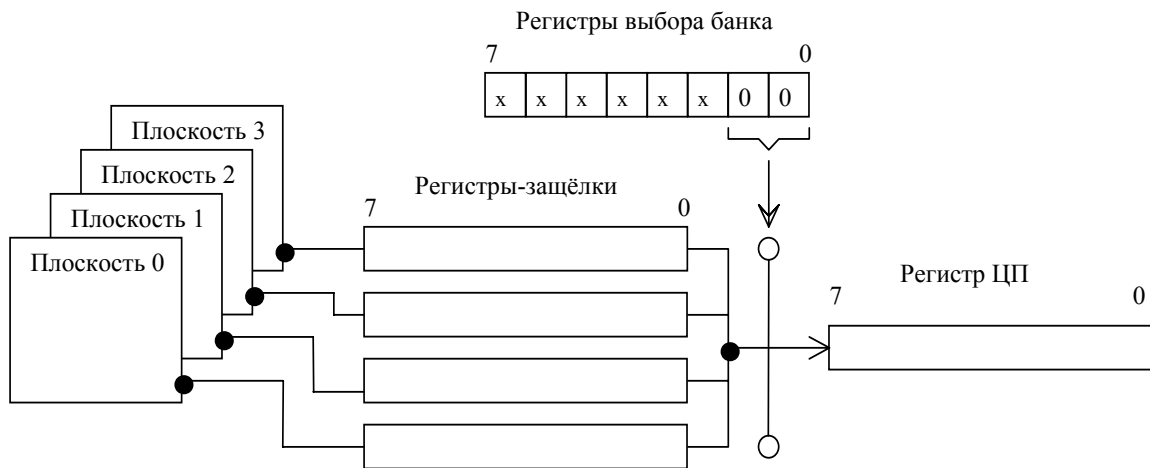 Регистры выбора банка
7 0
x x x x x x 0 0
Плоскость 3
Плоскость 2
Плоскость 1
Плоскость 0
Регистры-защёлки
7 0
Регистр ЦП
7 0